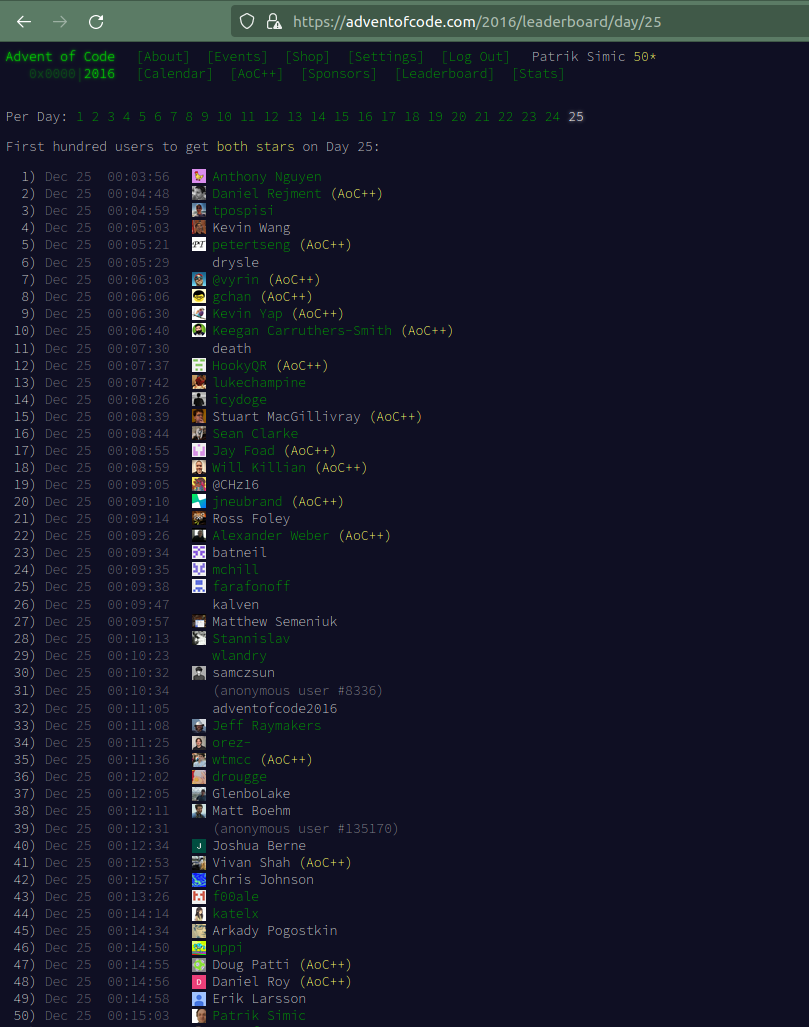 https://adventofcode.com/2016/leaderboard/day/25
Advent of Code [About] [Events] [Shop] [Settings] [Log Out] Patrik Simic 50*
0x0000|2016 [Calendar] [AoC++] [Sponsors] [Leaderboard] [Stats]
Per Day: 1 2 3 4 5 6 7 8 9 10 11 12 13 14 15 16 17 18 19 20 21 22 23 24 25
First hundred users to get both stars on Day 25:
1) Dec 25 00:03:56 Anthony Nguyen
2) Dec 25 00:04:48 Daniel Rejment (AoC++)
3) Dec 25 00:04:59 tpospisi
4) Dec 25 00:05:03 Kevin Wang
5) Dec 25 00:05:21 PT petertseng (AoC++)
6) Dec 25 00:05:29 drysle
7) Dec 25 00:06:03 @vyrin (AoC++)
8) Dec 25 00:06:06 gchan (AoC++)
9) Dec 25 00:06:30 Kevin Yap (AoC++)
10) Dec 25 00:06:40 Keegan Carruthers-Smith (AoC++)
11) Dec 25 00:07:30 death
12) Dec 25 00:07:37 HookyQR (AoC++)
13) Dec 25 00:07:42 lukechampine
14) Dec 25 00:08:26 icydoge
15) Dec 25 00:08:39 Stuart MacGillivray (AoC++)
16) Dec 25 00:08:44 Sean Clarke
17) Dec 25 00:08:55 Jay Foad (AoC++)
18) Dec 25 00:08:59 Will Killian (AoC++)
19) Dec 25 00:09:05 @CHz16
20) Dec 25 00:09:10 jneubrand (AoC++)
21) Dec 25 00:09:14 Ross Foley
22) Dec 25 00:09:26 Alexander Weber (AoC++)
23) Dec 25 00:09:34 batneil
24) Dec 25 00:09:35 mchill
25) Dec 25 00:09:38 farafonoff
26) Dec 25 00:09:47 kalven
27) Dec 25 00:09:57 Matthew Semeniuk
28) Dec 25 00:10:13 Stannislav
29) Dec 25 00:10:23 wlandry
30) Dec 25 00:10:32 samczsun
31) Dec 25 00:10:34 (anonymous user #8336)
32) Dec 25 00:11:05 adventofcode2016
33) Dec 25 00:11:08 Jeff Raymakers
34) Dec 25 00:11:25 orez-
35) Dec 25 00:11:36 wtmcc (AoC++)
36) Dec 25 00:12:02 drougge
37) Dec 25 00:12:05 GlenboLake
38) Dec 25 00:12:11 Matt Boehm
39) Dec 25 00:12:31 (anonymous user #135170)
40) Dec 25 00:12:34 J Joshua Berne
41) Dec 25 00:12:53 Vivan Shah (AoC++)
42) Dec 25 00:12:57 Chris Johnson
43) Dec 25 00:13:26 f00ale
44) Dec 25 00:14:14 katelx
45) Dec 25 00:14:34 Arkady Pogostkin
46) Dec 25 00:14:50 uppi
47) Dec 25 00:14:55 Doug Patti (AoC++)
48) Dec 25 00:14:56 D Daniel Roy (AoC++)
49) Dec 25 00:14:58 Erik Larsson
50) Dec 25 00:15:03 Patrik Simic